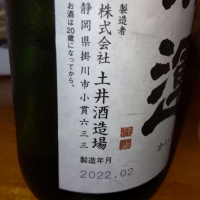 製造者
株式会社 土井酒造場
静岡県掛川市小貫六三三
お酒は20歳になってから。
製造年月
2022.02